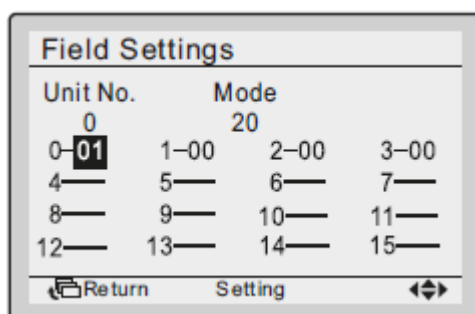 Field Settings
Unit No. Mode
0 20
0-01 1-00 2-00 3-00
4— 5— 6— 7—
8— 9— 10— 11—
12— 13— 14— 15—
Return Setting